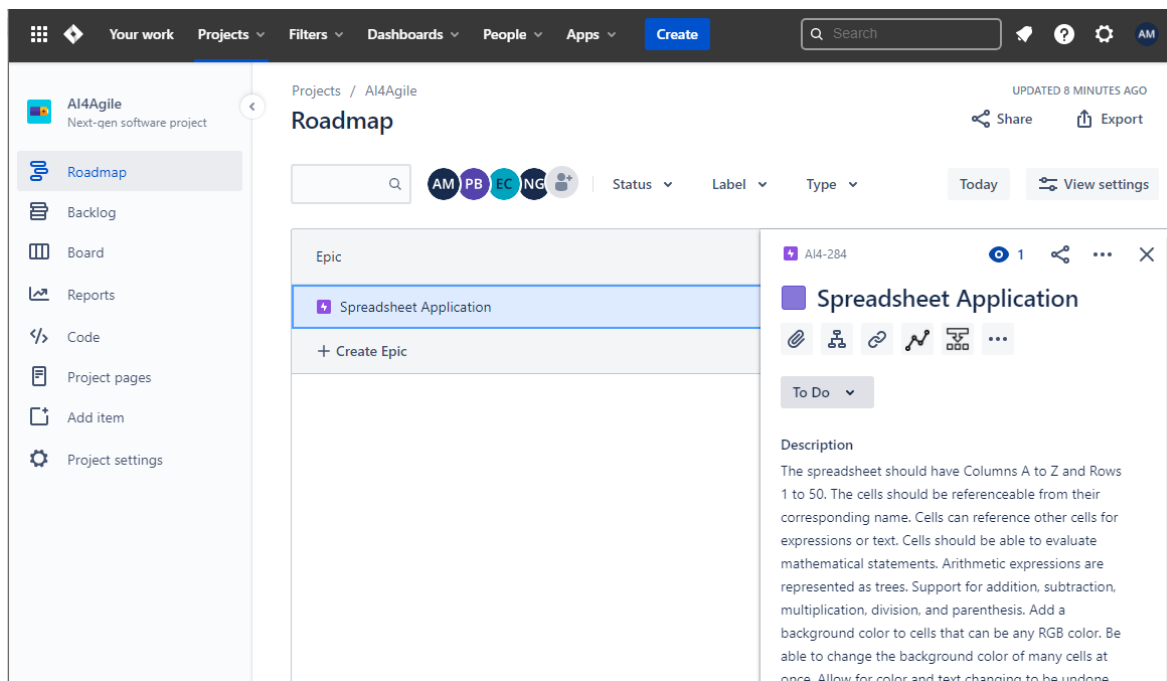 Your work Projects Filters Dashboards People Apps Create Search AM
AI4Agile
Next-gen software project
Roadmap
Backlog
Board
Reports
Code
Project pages
Add item
Project settings
Projects / AI4Agile
UPDATED 8 MINUTES AGO
Roadmap
Share Export
AM PB EC NG Status Label Type Today View settings
Epic
Spreadsheet Application
+ Create Epic
AI4-284
1
Spreadsheet Application
To Do
Description
The spreadsheet should have Columns A to Z and Rows
1 to 50. The cells should be referenceable from their
corresponding name. Cells can reference other cells for
expressions or text. Cells should be able to evaluate
mathematical statements. Arithmetic expressions are
represented as trees. Support for addition, subtraction,
multiplication, division, and parenthesis. Add a
background color to cells that can be any RGB color. Be
able to change the background color of many cells at
once. Allow for color and text changing to be undone